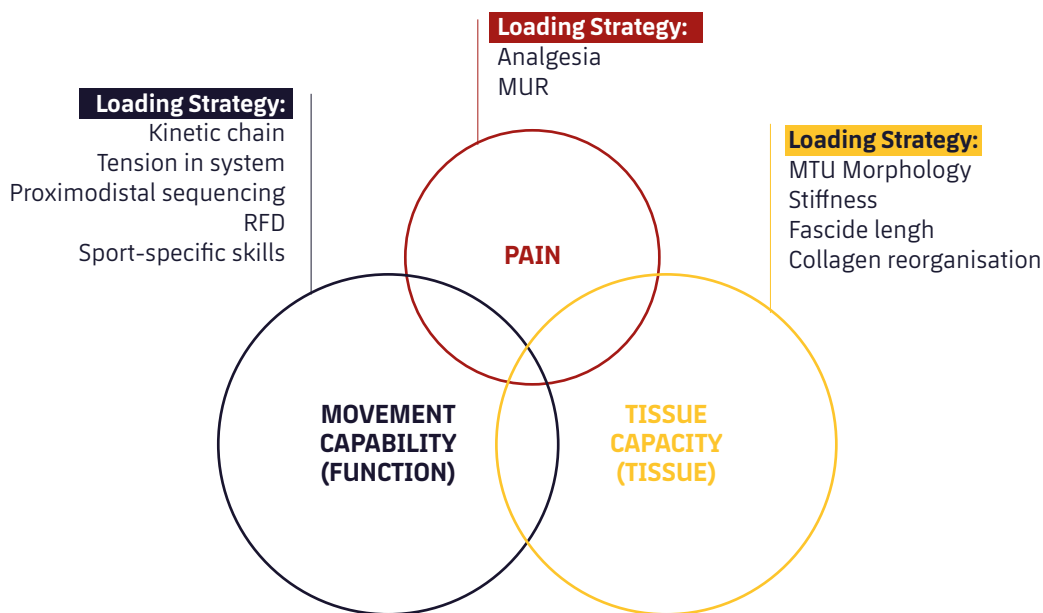 Loading Strategy:
Analgesia
MUR
Loading Strategy:
Kinetic chain
Tension in system
Proximodistal sequencing
RFD
Sport-specific skills
Loading Strategy:
MTU Morphology
Stiffness
Fascide lengh
Collagen reorganisation
PAIN
MOVEMENT
CAPABILITY
(FUNCTION)
TISSUE
CAPACITY
(TISSUE)